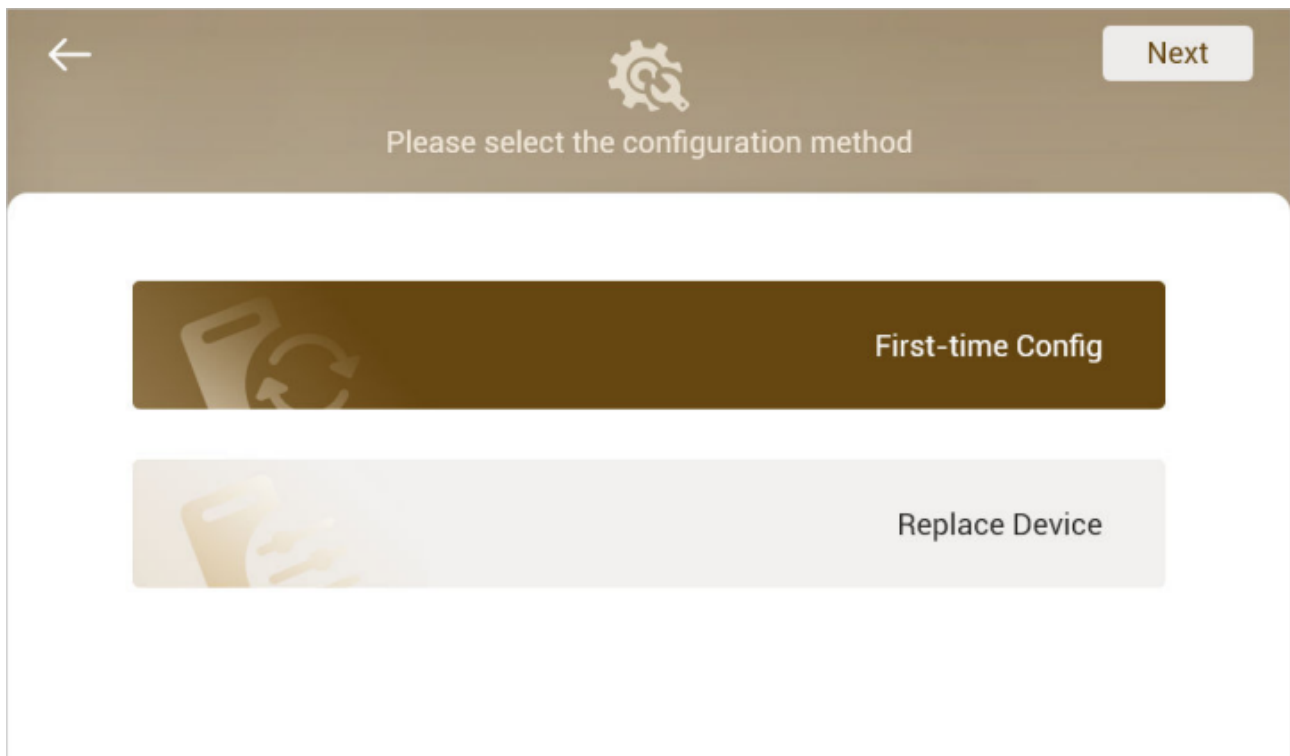 Next
Please select the configuration method
First-time Config
Replace Device